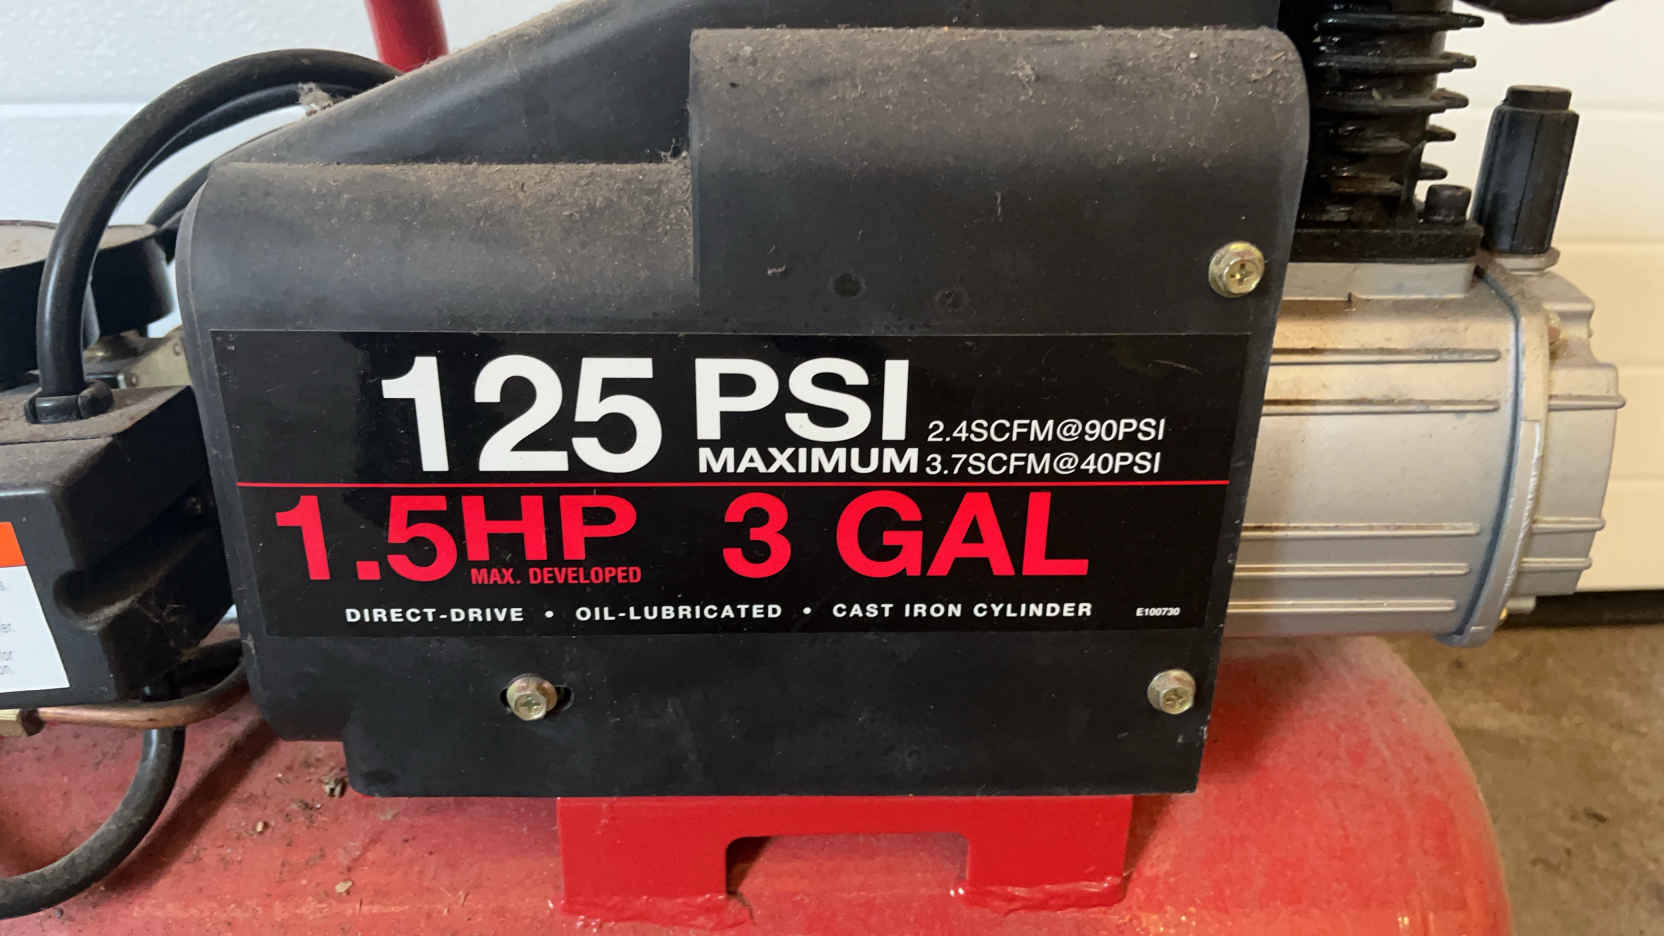 125 PSI
MAXIMUM
2.4SCFM@90PSI
3.7SCFM@40PSI
1.5HP 3 GAL
MAX. DEVELOPED
DIRECT-DRIVE • OIL-LUBRICATED • CAST IRON CYLINDER
E100730